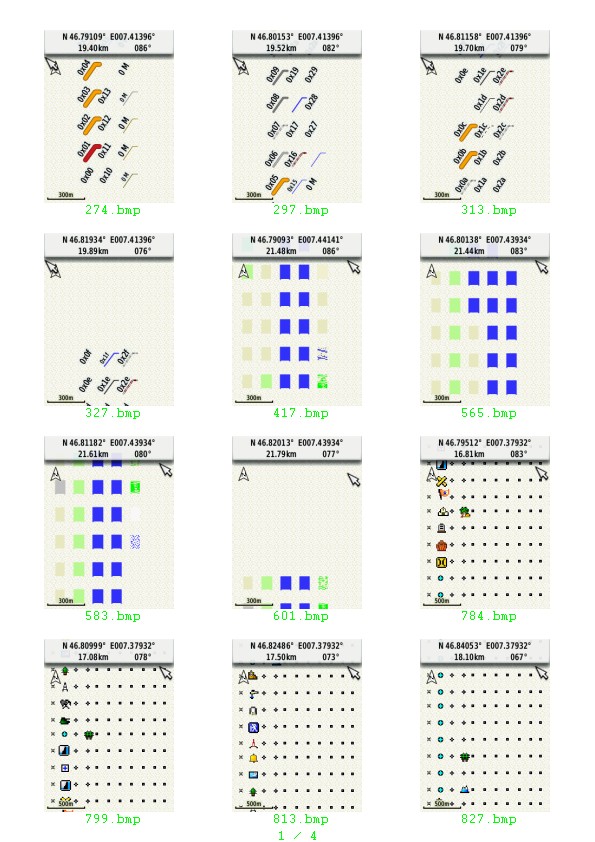 N 46.79109° E007.41396°
19.40km 086°
0x04 0 M
0x03 0x13 0 M
0x02 0x12 0 M
0x01 0x11 0 M
0x00 0x10 0 M
300m
274.bmp
N 46.80153° E007.41396°
19.52km 082°
0x09 0x19 0x29
0x08 0x28
0x07 0x17 0x27
0x06 0x16
0x05 0x15 0 M
300m
297.bmp
N 46.81158° E007.41396°
19.70km 079°
0x0e 0x1e 0x2e
0x1d 0x2d
0x0c 0x1c 0x2c
0x0b 0x1b 0x2b
0x0a 0x1a 0x2a
300m
313.bmp
N 46.81934° E007.41396°
19.89km 076°
0x0f 0x1f 0x2f
0x0e 0x1e 0x2e
300m
327.bmp
N 46.79093° E007.44141°
21.48km 086°
300m
417.bmp
N 46.80138° E007.43934°
21.44km 083°
300m
565.bmp
N 46.81182° E007.43934°
21.61km 080°
300m
583.bmp
N 46.82013° E007.43934°
21.79km 077°
300m
601.bmp
N 46.79512° E007.37932°
16.81km 083°
500m
784.bmp
N 46.80999° E007.37932°
17.08km 078°
500m
799.bmp
N 46.82486° E007.37932°
17.50km 073°
500m
813.bmp
N 46.84053° E007.37932°
18.10km 067°
500m
827.bmp
1 / 4